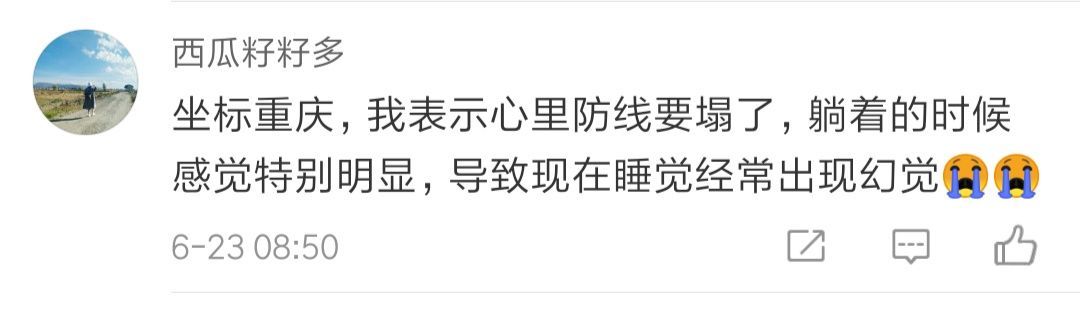 西瓜籽籽多
坐标重庆，我表示心里防线要塌了，躺着的时候
感觉特别明显，导致现在睡觉经常出现幻觉😭😭
6-23 08:50